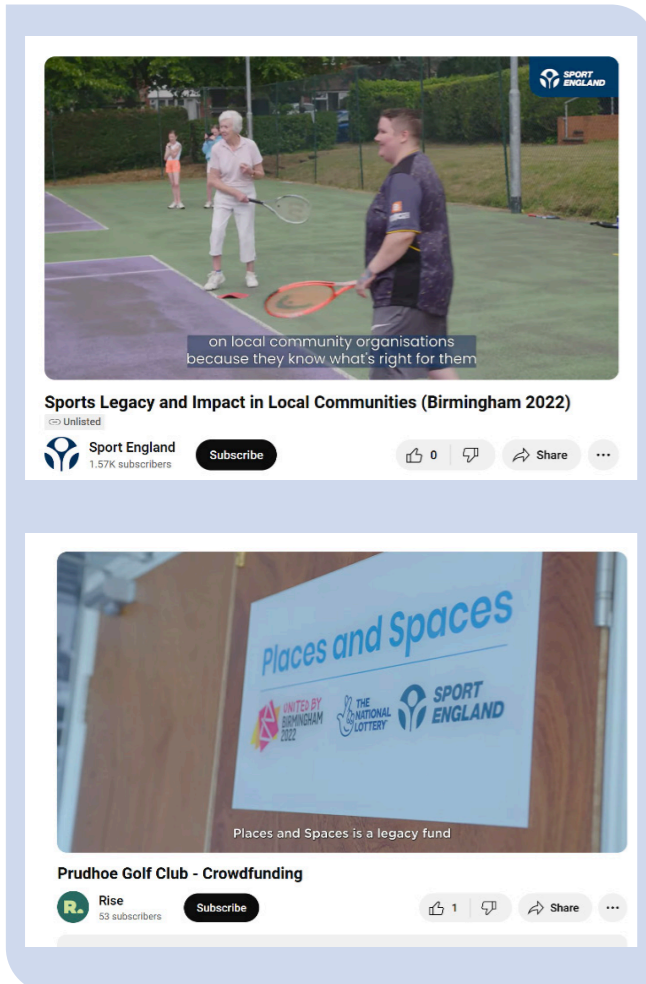 SPORT
ENGLAND
on local community organisations
because they know what's right for them
Sports Legacy and Impact in Local Communities (Birmingham 2022)
Unlisted
Sport England
1.57K subscribers
Subscribe
0
Share
Places and Spaces
UNITED BY
BIRMINGHAM
2022
THE
NATIONAL
LOTTERY
SPORT
ENGLAND
Places and Spaces is a legacy fund
Prudhoe Golf Club - Crowdfunding
R.
Rise
53 subscribers
Subscribe
1
Share